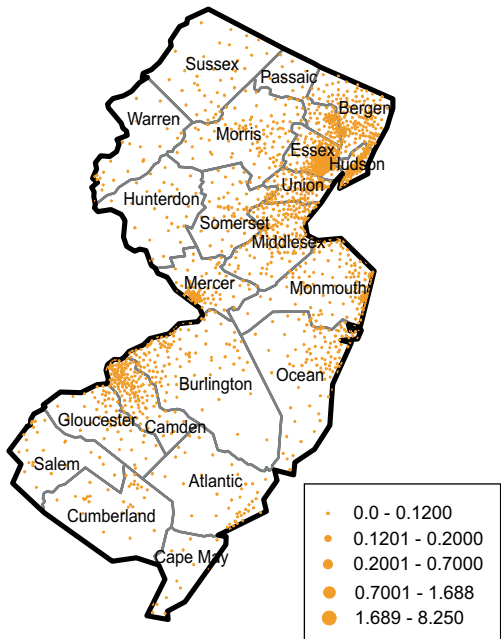 Sussex
Passaic
Bergen
Warren
Morris
Essex
Hudson
Union
Hunterdon
Somerset
Middlesex
Mercer
Monmouth
Ocean
Burlington
Gloucester
Camden
Salem
Atlantic
Cumberland
Cape May
0.0 - 0.1200
0.1201 - 0.2000
0.2001 - 0.7000
0.7001 - 1.688
1.689 - 8.250